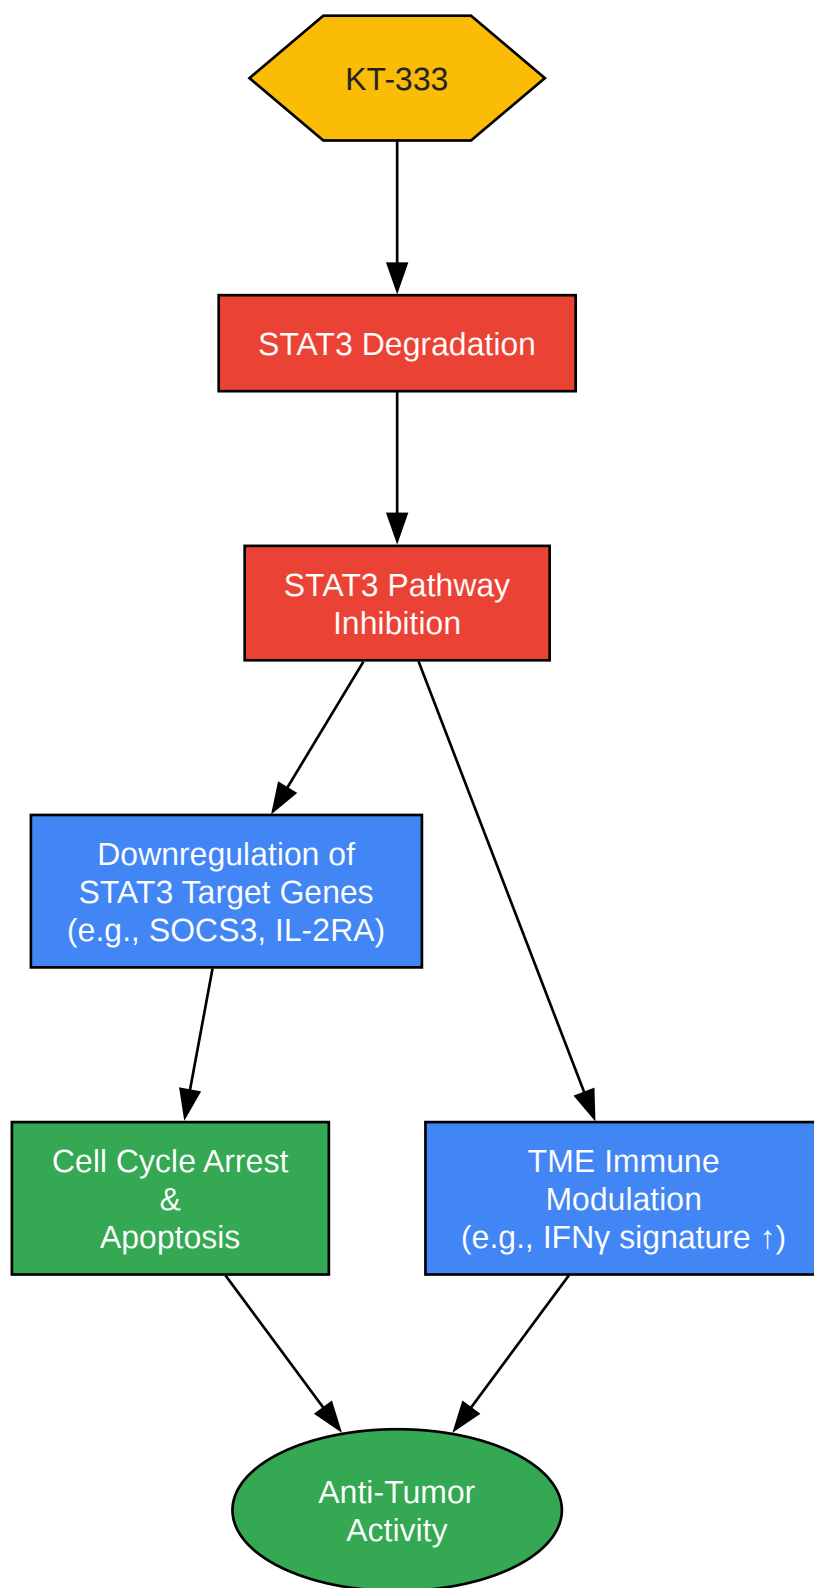 KT-333
STAT3 Degradation
STAT3 Pathway
Inhibition
Downregulation of
STAT3 Target Genes
(e.g., SOCS3, IL-2RA)
Cell Cycle Arrest
&
Apoptosis
TME Immune
Modulation
(e.g., IFNγ signature ↑)
Anti-Tumor
Activity